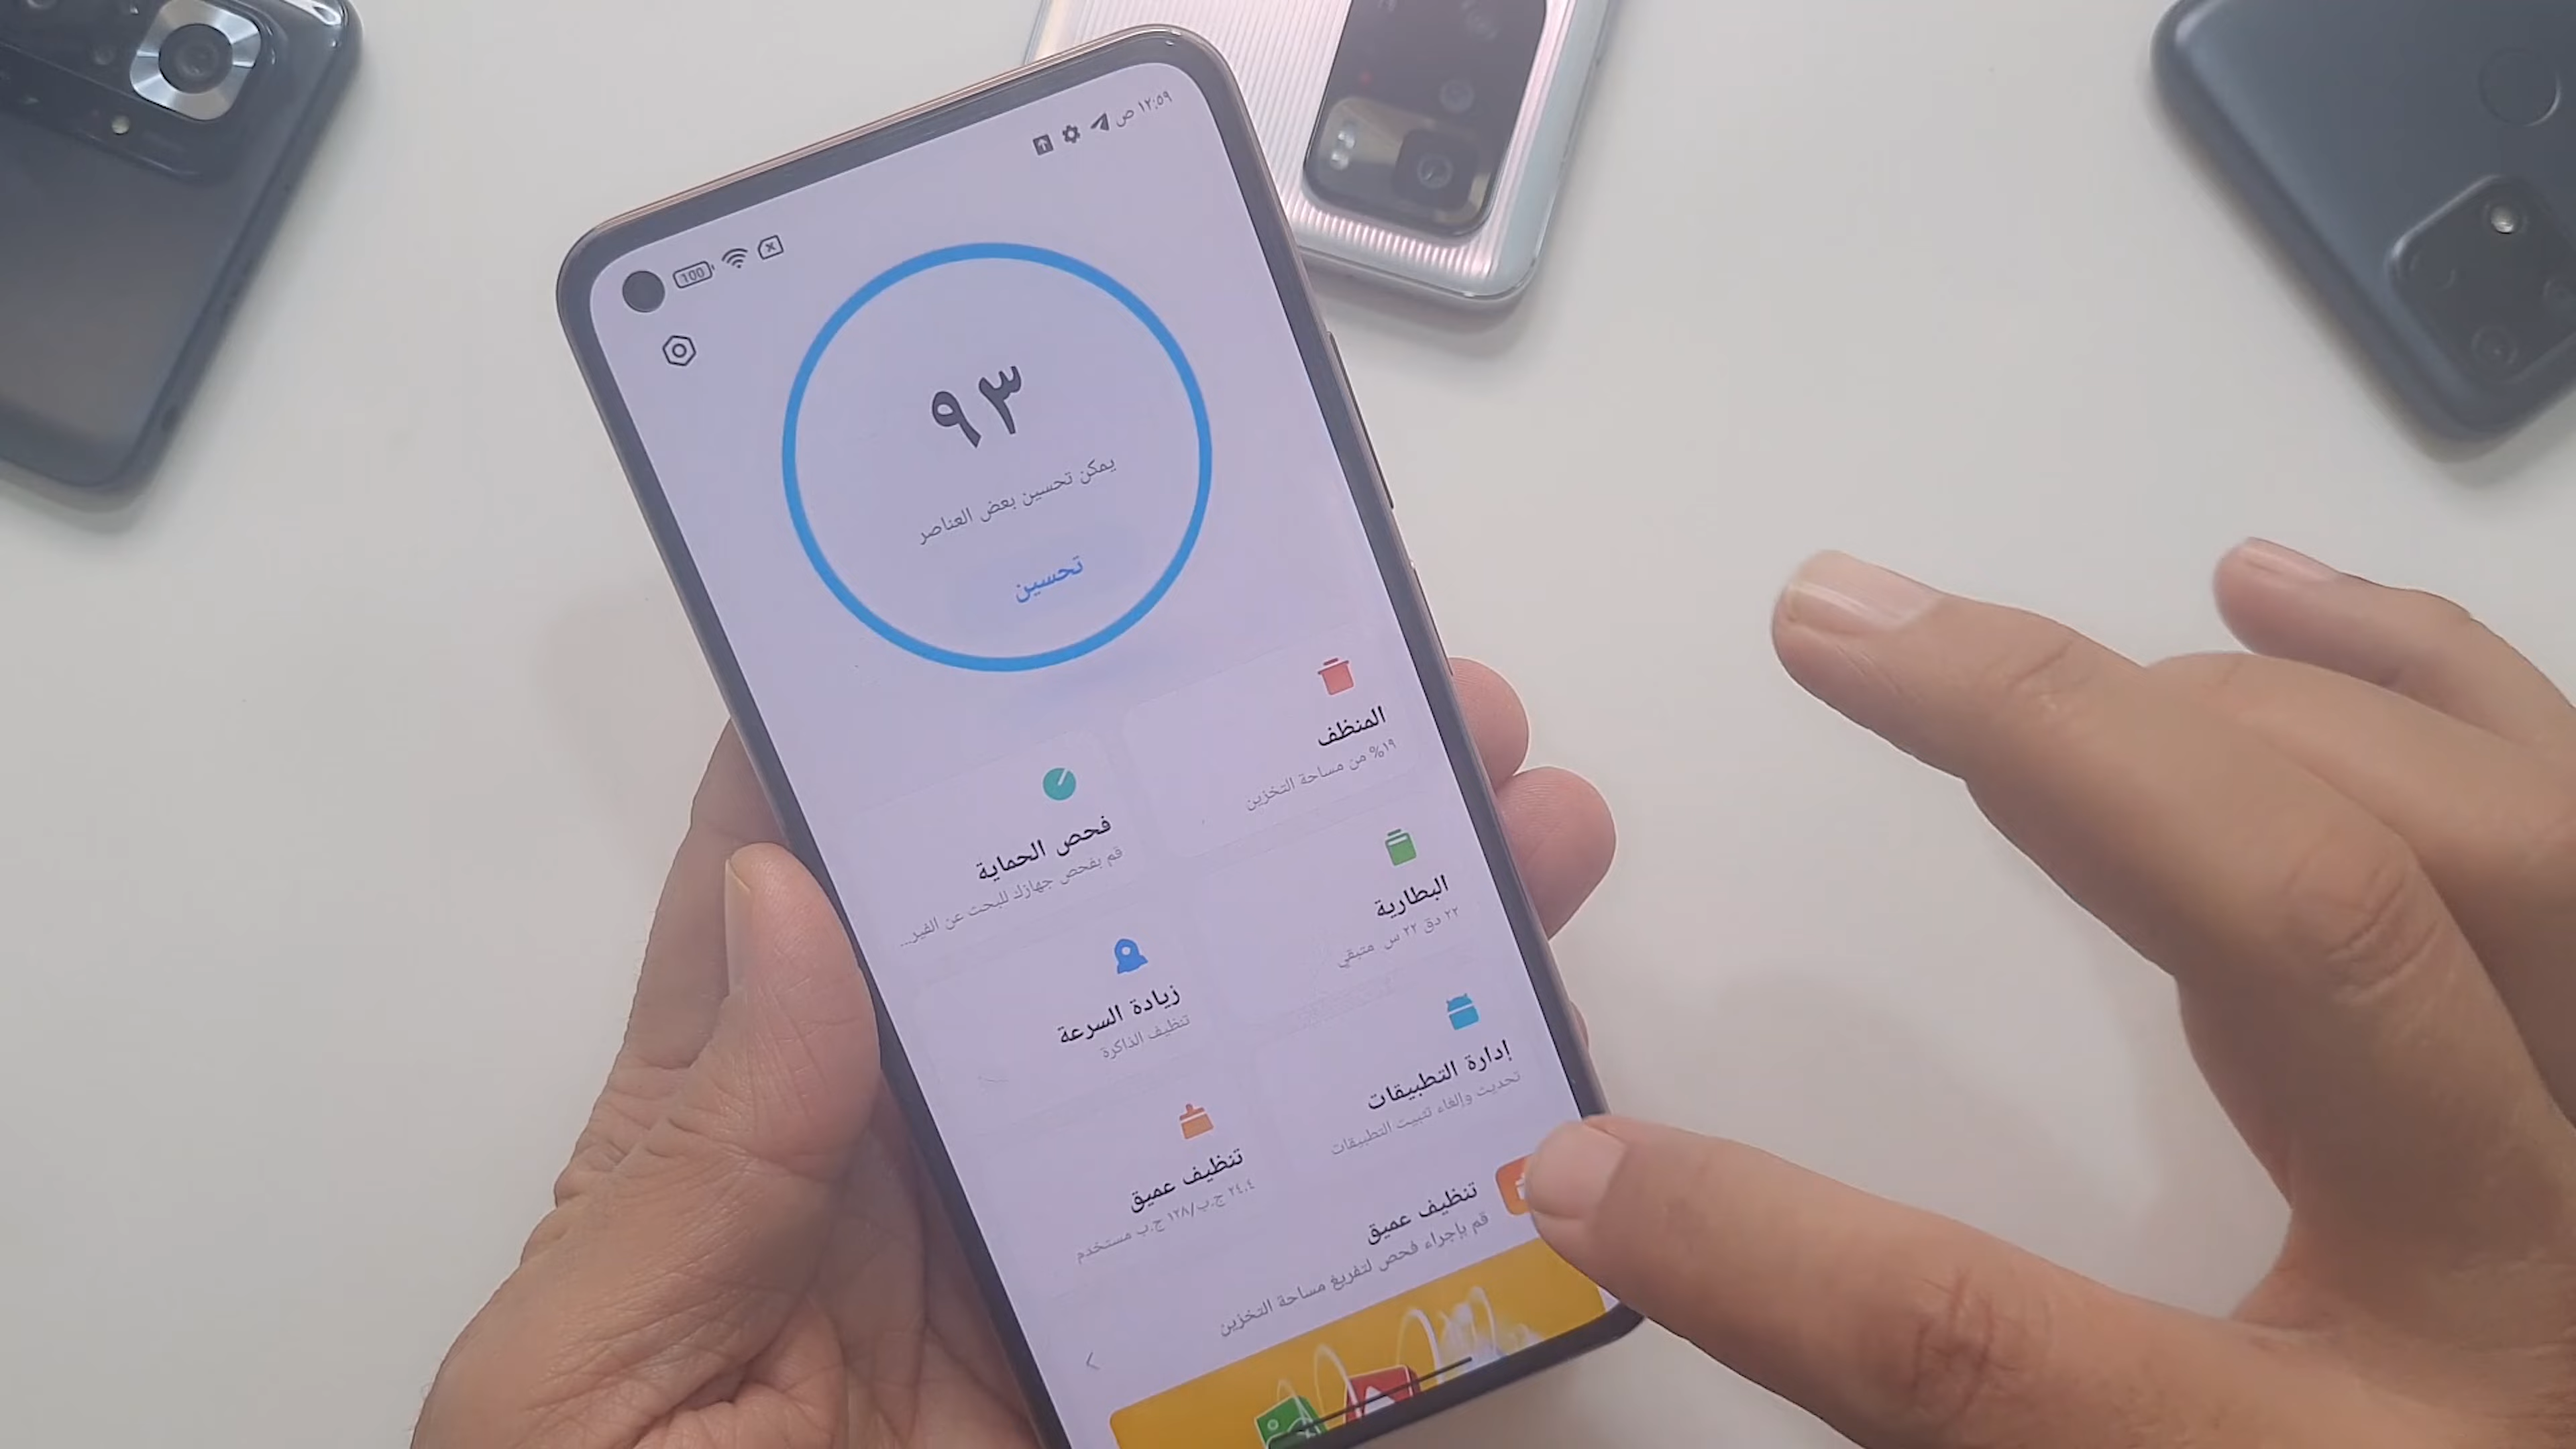 ١٢:٥٩ ص
100
٩٣
يمكن تحسين بعض العناصر
تحسين
المنظف
١٩% من مساحة التخزين
فحص الحماية
قم بفحص جهازك للبحث عن الفير...
البطارية
٢٢ دق ٢٢ س متبقي
زيادة السرعة
تنظيف الذاكرة
إدارة التطبيقات
تحديث وإلغاء تثبيت التطبيقات
تنظيف عميق
٢٤.٤ ج.ب/١٢٨ ج.ب مستخدم
تنظيف عميق
قم بإجراء فحص لتفريغ مساحة التخزين